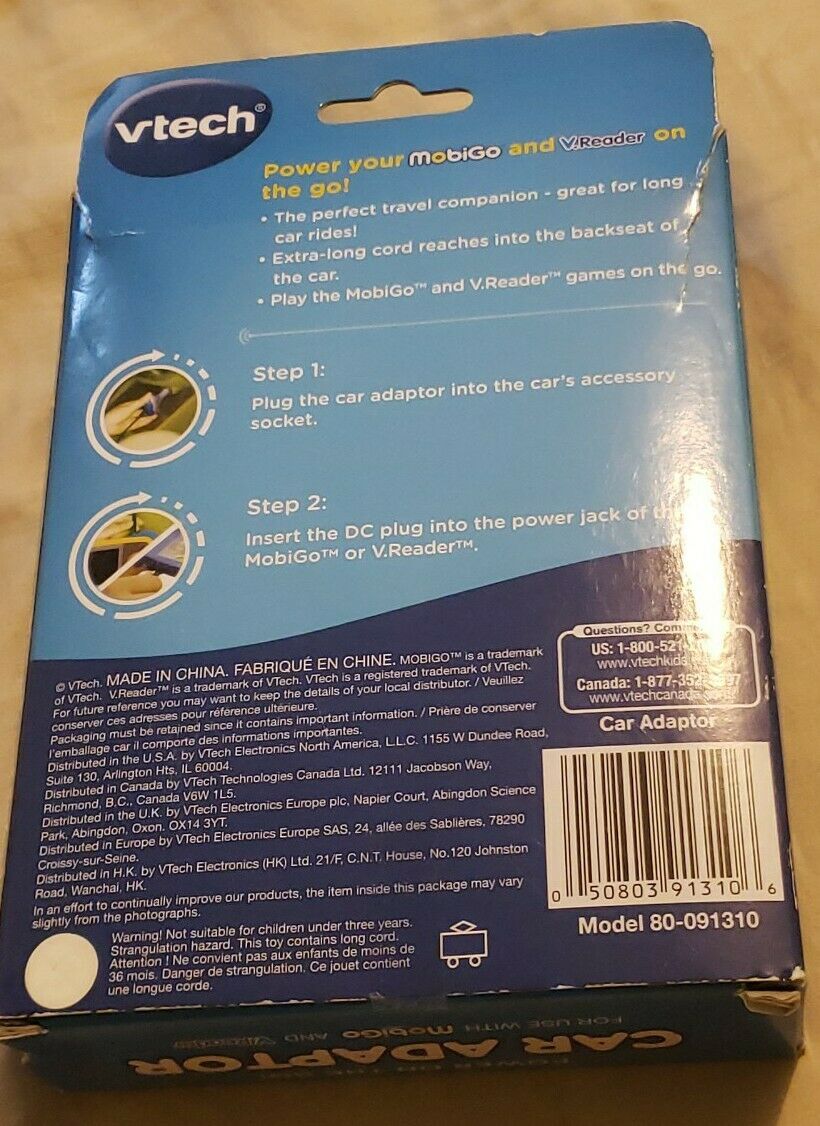 vtech®
Power your MobiGo and V.Reader on
the go!
• The perfect travel companion - great for long
car rides!
• Extra-long cord reaches into the backseat of
the car.
• Play the MobiGo™ and V.Reader™ games on the go.
Step 1:
Plug the car adaptor into the car's accessory
socket.
Step 2:
Insert the DC plug into the power jack of
MobiGo™ or V.Reader™.
© VTech. MADE IN CHINA. FABRIQUÉ EN CHINE. MOBIGO™ is a trademark
of VTech. V.Reader™ is a trademark of VTech. VTech is a registered trademark of VTech.
For future reference you may want to keep the details of your local distributor. / Veuillez
conserver ces adresses pour référence ultérieure.
Packaging must be retained since it contains important information. / Prière de conserver
l'emballage car il comporte des informations importantes.
Distributed in the U.S.A. by VTech Electronics North America, L.L.C. 1155 W Dundee Road,
Suite 130, Arlington Hts, IL 60004.
Distributed in Canada by VTech Technologies Canada Ltd. 12111 Jacobson Way,
Richmond, B.C., Canada V6W 1L5.
Distributed in the U.K. by VTech Electronics Europe plc, Napier Court, Abingdon Science
Park, Abingdon, Oxon. OX14 3YT.
Distributed in Europe by VTech Electronics Europe SAS, 24, allée des Sablières, 78290
Croissy-sur-Seine.
Distributed in H.K. by VTech Electronics (HK) Ltd. 21/F, C.N.T. House, No.120 Johnston
Road, Wanchai, HK.
In an effort to continually improve our products, the item inside this package may vary
slightly from the photographs.
Warning! Not suitable for children under three years.
Strangulation hazard. This toy contains long cord.
Attention ! Ne convient pas aux enfants de moins de
36 mois. Danger de strangulation. Ce jouet contient
une longue corde.
Questions?
US: 1-800-521
www.vtechkids
Canada: 1-877-352
www.vtechcanada
Car Adaptor
0 50803 91310 6
Model 80-091310
FOR USE WITH MobiGo AND V.Reader
CAR ADAPTOR